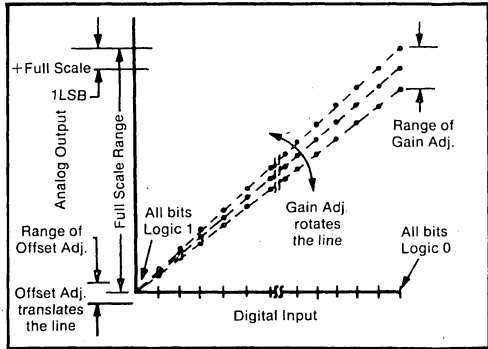 +Full Scale
1LSB
Analog Output
Full Scale Range
Range of
Gain Adj.
All bits
Logic 1
Gain Adj.
rotates
the line
All bits
Logic 0
Range of
Offset Adj.
Offset Adj.
translates
the line
Digital Input